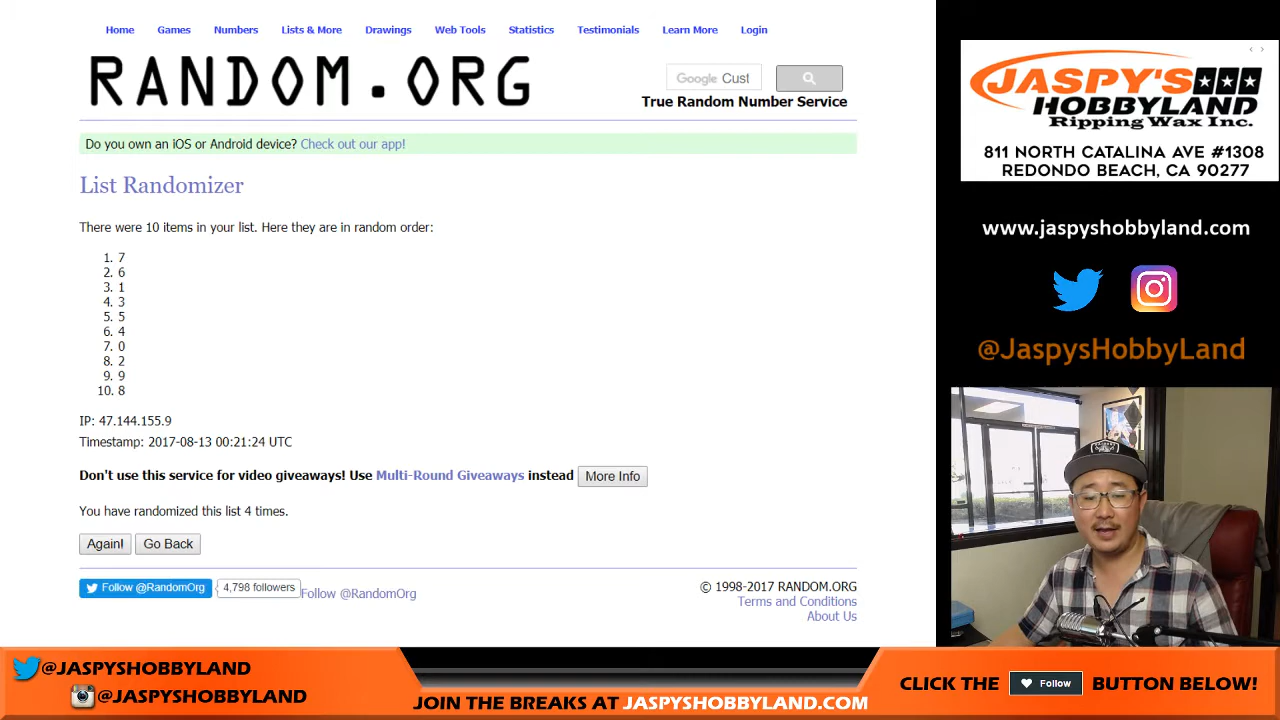 Home Games Numbers Lists & More Drawings Web Tools Statistics Testimonials Learn More Login
RANDOM.ORG
Google Cust
True Random Number Service
Do you own an iOS or Android device? Check out our app!
List Randomizer
There were 10 items in your list. Here they are in random order:
1. 7
2. 6
3. 1
4. 3
5. 5
6. 4
7. 0
8. 2
9. 9
10. 8
IP: 47.144.155.9
Timestamp: 2017-08-13 00:21:24 UTC
Don't use this service for video giveaways! Use Multi-Round Giveaways instead More Info
You have randomized this list 4 times.
Again! Go Back
Follow @RandomOrg 4,798 followers Follow @RandomOrg
© 1998-2017 RANDOM.ORG
Terms and Conditions
About Us
JASPY'S
HOBBYLAND
Ripping Wax Inc.
811 NORTH CATALINA AVE #1308
REDONDO BEACH, CA 90277
www.jaspyshobbyland.com
@JaspysHobbyLand
@JASPYSHOBBYLAND
@JASPYSHOBBYLAND
JOIN THE BREAKS AT JASPYSHOBBYLAND.COM
CLICK THE Follow BUTTON BELOW!